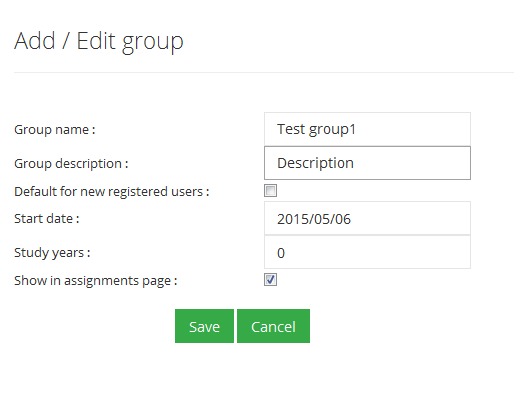 Add / Edit group
Group name : Test group1
Group description : Description
Default for new registered users :
Start date : 2015/05/06
Study years : 0
Show in assignments page :
Save Cancel